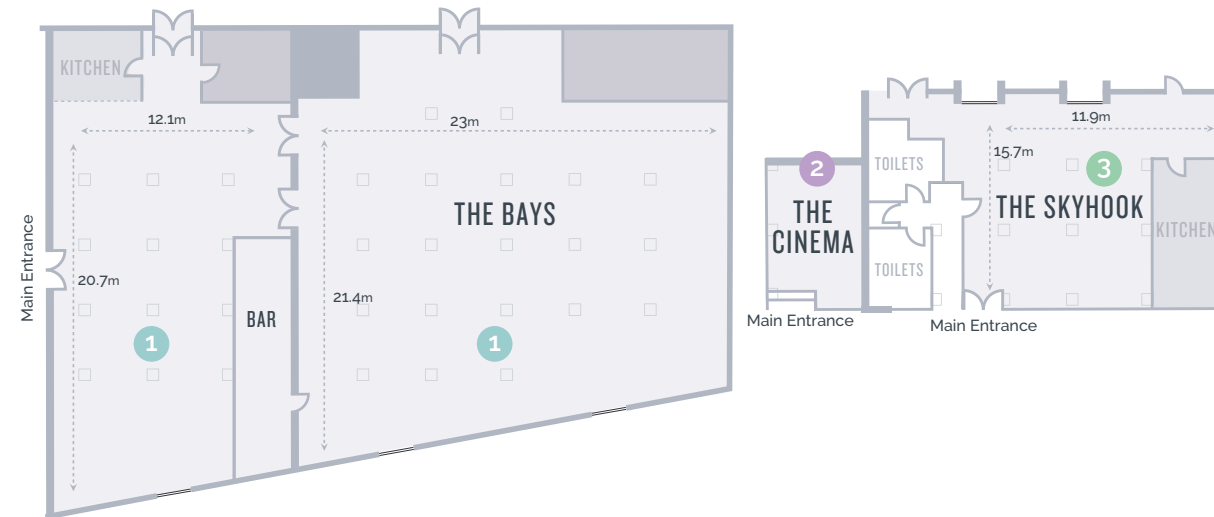 KITCHEN
12.1m
23m
THE BAYS
Main Entrance
20.7m
21.4m
BAR
1
1
11.9m
15.7m
TOILETS
2
3
THE
CINEMA
THE SKYHOOK
KITCHEN
TOILETS
Main Entrance
Main Entrance